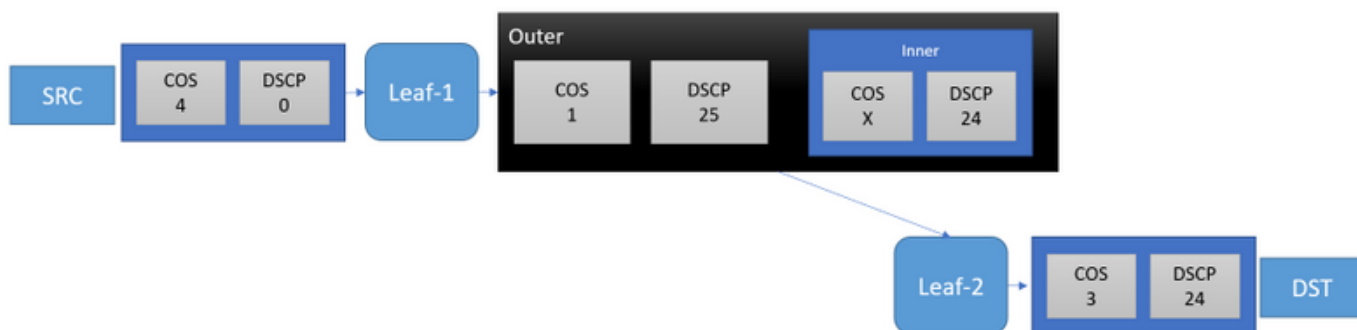 SRC
COS
4
DSCP
0
Leaf-1
Outer
COS
1
DSCP
25
Inner
COS
X
DSCP
24
Leaf-2
COS
3
DSCP
24
DST